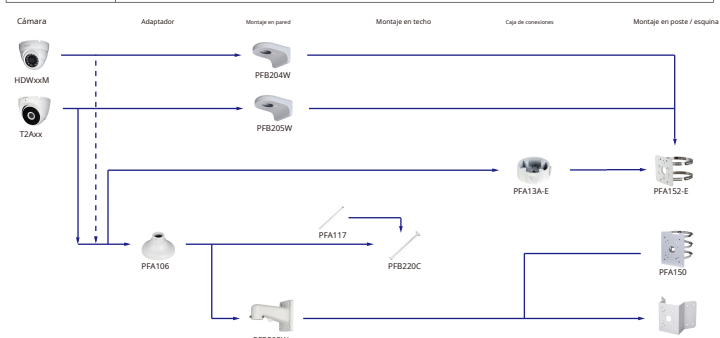 Cámara Adaptador Montaje en pared Montaje en techo Caja de conexiones Montaje en poste / esquina
HDWxxM
PFB204W
T2Axx
PFB205W
PFA13A-E
PFA152-E
PFA117
PFA106
PFB220C
PFA150